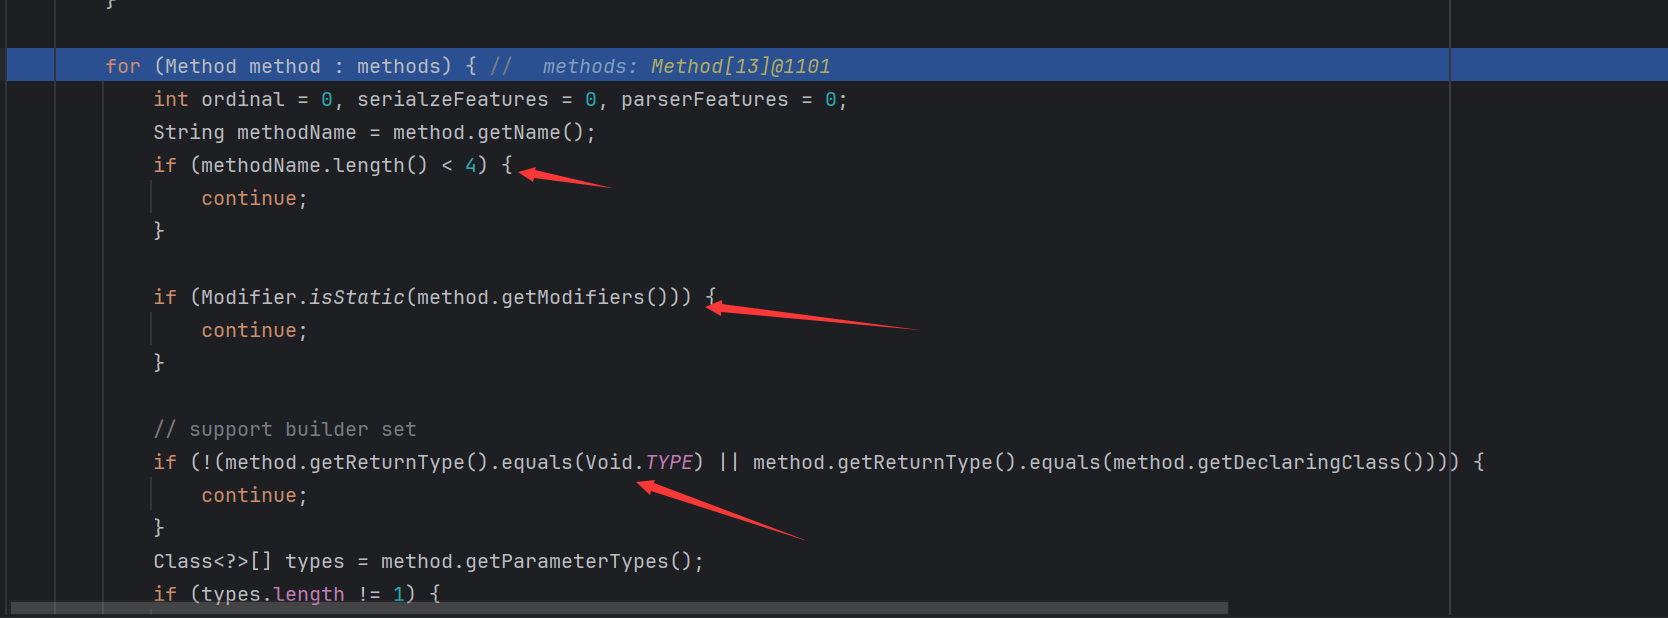 }
for (Method method : methods) { //   methods: Method[13]@1101
int ordinal = 0, serialzeFeatures = 0, parserFeatures = 0;
String methodName = method.getName();
if (methodName.length() < 4) {
continue;
}
if (Modifier.isStatic(method.getModifiers())) {
continue;
}
// support builder set
if (!(method.getReturnType().equals(Void.TYPE) || method.getReturnType().equals(method.getDeclaringClass()))) {
continue;
}
Class<?>[] types = method.getParameterTypes();
if (types.length != 1) {